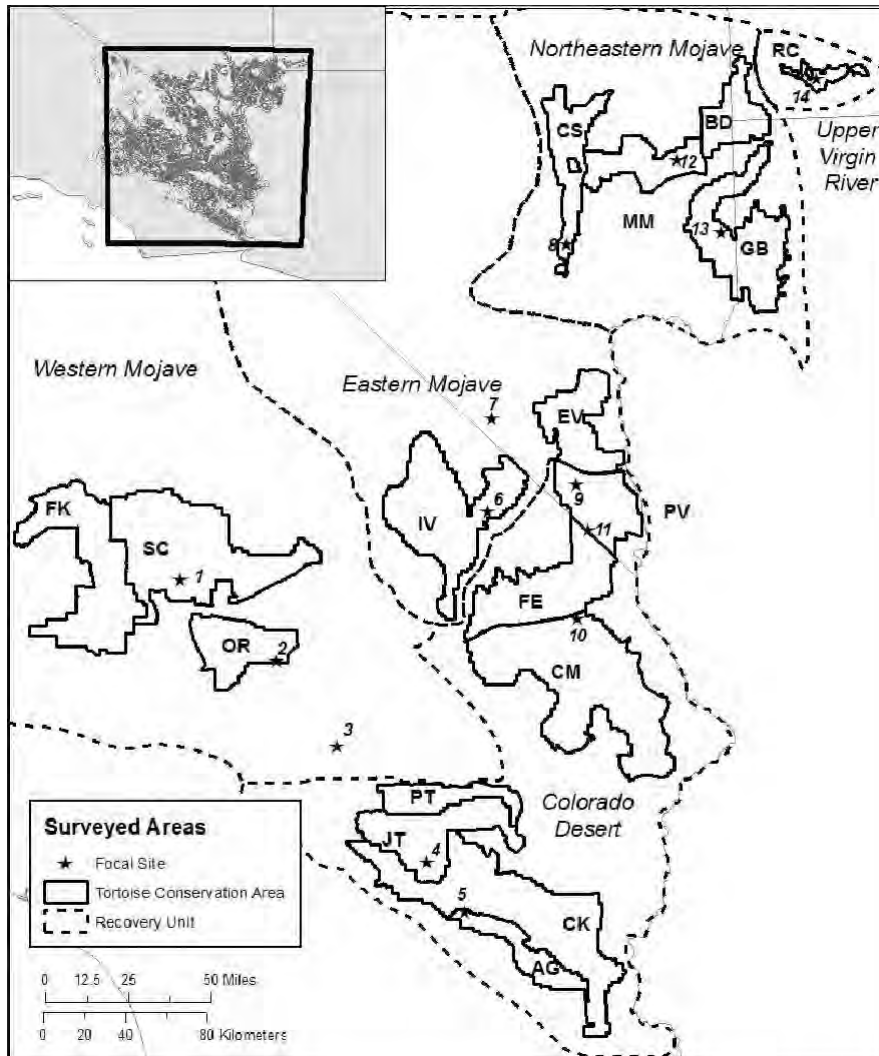 Northeastern Mojave
RC
14
CS
BD
12
Upper
Virgin
River
MM
13
GB
8
Western Mojave
Eastern Mojave
7
EV
FK
SC
IV
6
9
PV
11
1
FE
OR
2
10
CM
3
PT
Colorado
Desert
JT
4
5
CK
AG
Surveyed Areas
Focal Site
Tortoise Conservation Area
Recovery Unit
0 12.5 25 50 Miles
0 20 40 80 Kilometers